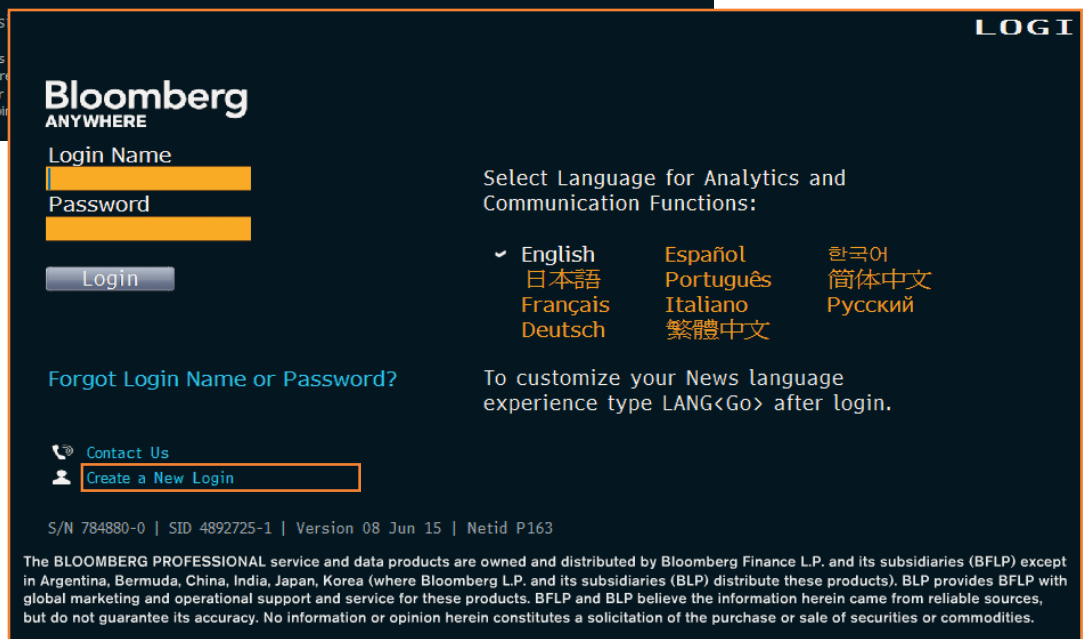 LOGI
Bloomberg
ANYWHERE
Login Name
Password
Login
Select Language for Analytics and
Communication Functions:
English Español 한국어
日本語 Português 简体中文
Français Italiano Русский
Deutsch 繁體中文
Forgot Login Name or Password?
To customize your News language
experience type LANG<Go> after login.
Contact Us
Create a New Login
S/N 784880-0 | SID 4892725-1 | Version 08 Jun 15 | Netid P163
The BLOOMBERG PROFESSIONAL service and data products are owned and distributed by Bloomberg Finance L.P. and its subsidiaries (BFLP) except
in Argentina, Bermuda, China, India, Japan, Korea (where Bloomberg L.P. and its subsidiaries (BLP) distribute these products). BLP provides BFLP with
global marketing and operational support and service for these products. BFLP and BLP believe the information herein came from reliable sources,
but do not guarantee its accuracy. No information or opinion herein constitutes a solicitation of the purchase or sale of securities or commodities.